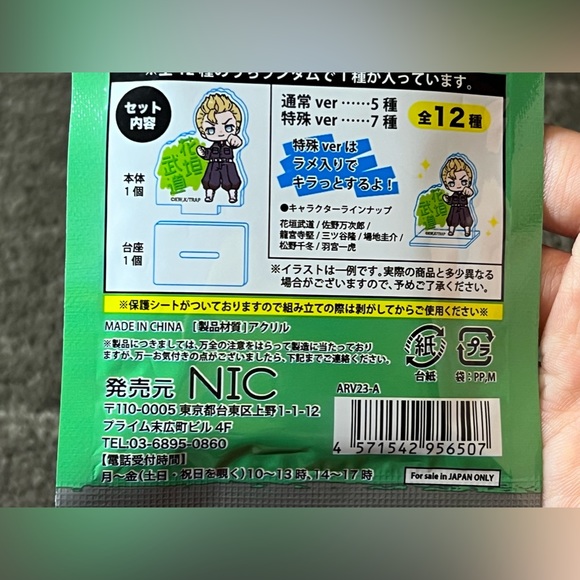 ※全12種のうちランダムで1種が入っています。
セット
内容
本体
1個
台座
1個
花垣
武道
©KW,K/TRAP
通常 ver ……5 種
特殊 ver ……7 種
全12種
特殊 ver は
ラメ入りで
キラっとするよ！
●キャラクターラインナップ
花垣武道 / 佐野万次郎 /
龍宮寺堅 / 三ツ谷隆 / 場地圭介 /
松野千冬 / 羽宮一虎
※イラストは一例です。実際の商品と多少異なる
場合がございますので、予めご了承ください。
※保護シートがついておりますので組み立ての際は剥がしてからご使用ください※
MADE IN CHINA [製品材質]アクリル
※製品につきましては、万全の注意をはらって製造に当たっており
ますが、万一お気付きの点がございましたら、下記までご連絡ください。
紙
台紙
プラ
袋：PP,M
発売元 NIC
〒110-0005 東京都台東区上野1-1-12
プライム末広町ビル 4F
TEL:03-6895-0860
【電話受付時間】
月〜金(土日・祝日を覗く)10〜13時、14〜17時
ARV23-A
4 571542 956507
For sale in JAPAN ONLY